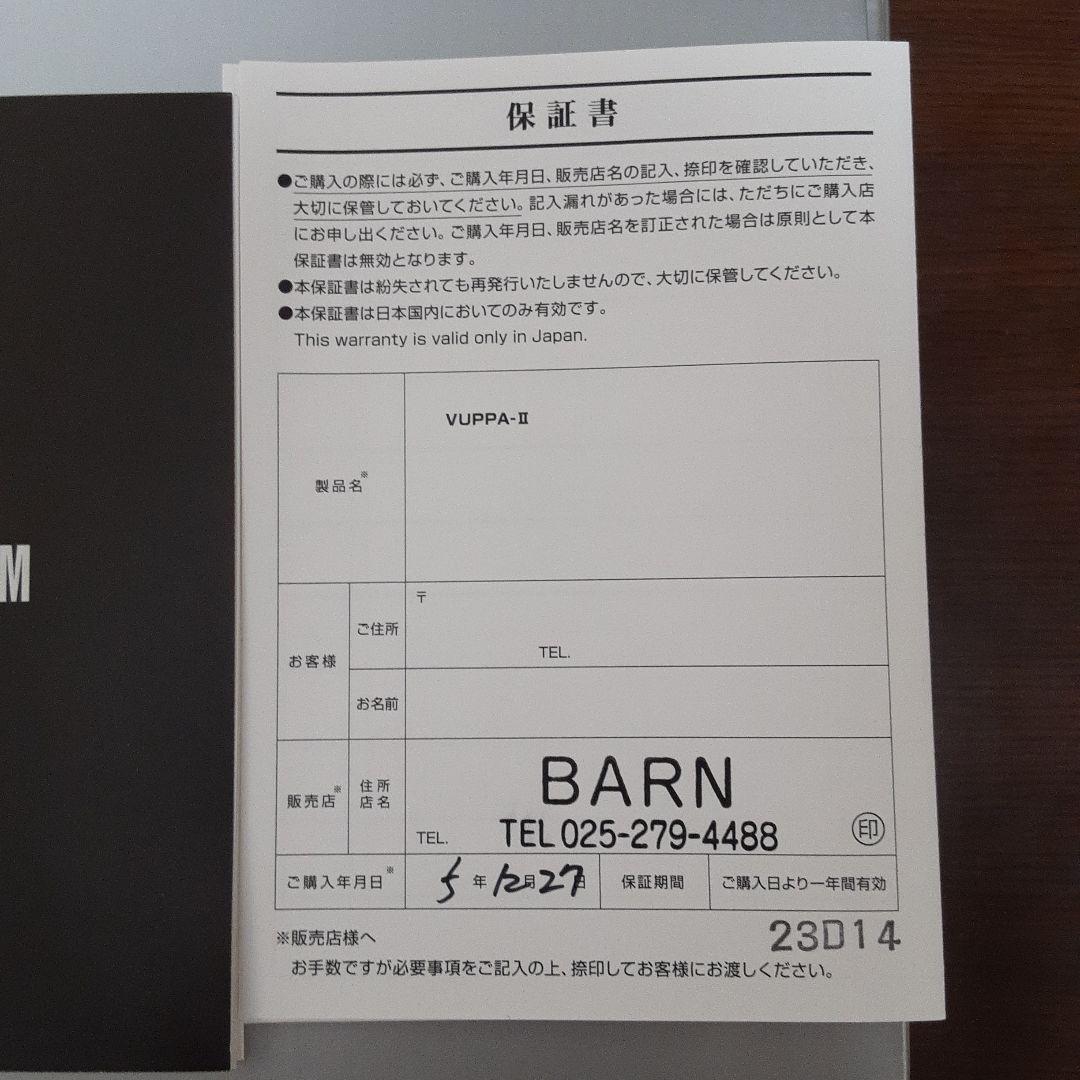 M
保証書
●ご購入の際には必ず、ご購入年月日、販売店名の記入、捺印を確認していただき、
大切に保管しておいてください。記入漏れがあった場合には、ただちにご購入店
にお申し出ください。ご購入年月日、販売店名を訂正された場合は原則として本
保証書は無効となります。
●本保証書は紛失されても再発行いたしませんので、大切に保管してください。
●本保証書は日本国内においてのみ有効です。
This warranty is valid only in Japan.
製品名※
VUPPA-Ⅱ
お客様
ご住所
〒
TEL.
お名前
販売店※
住所
店名
BARN
TEL.
TEL 025-279-4488
印
ご購入年月日※
5年12月27日
保証期間
ご購入日より一年間有効
23D14
※販売店様へ
お手数ですが必要事項をご記入の上、捺印してお客様にお渡しください。